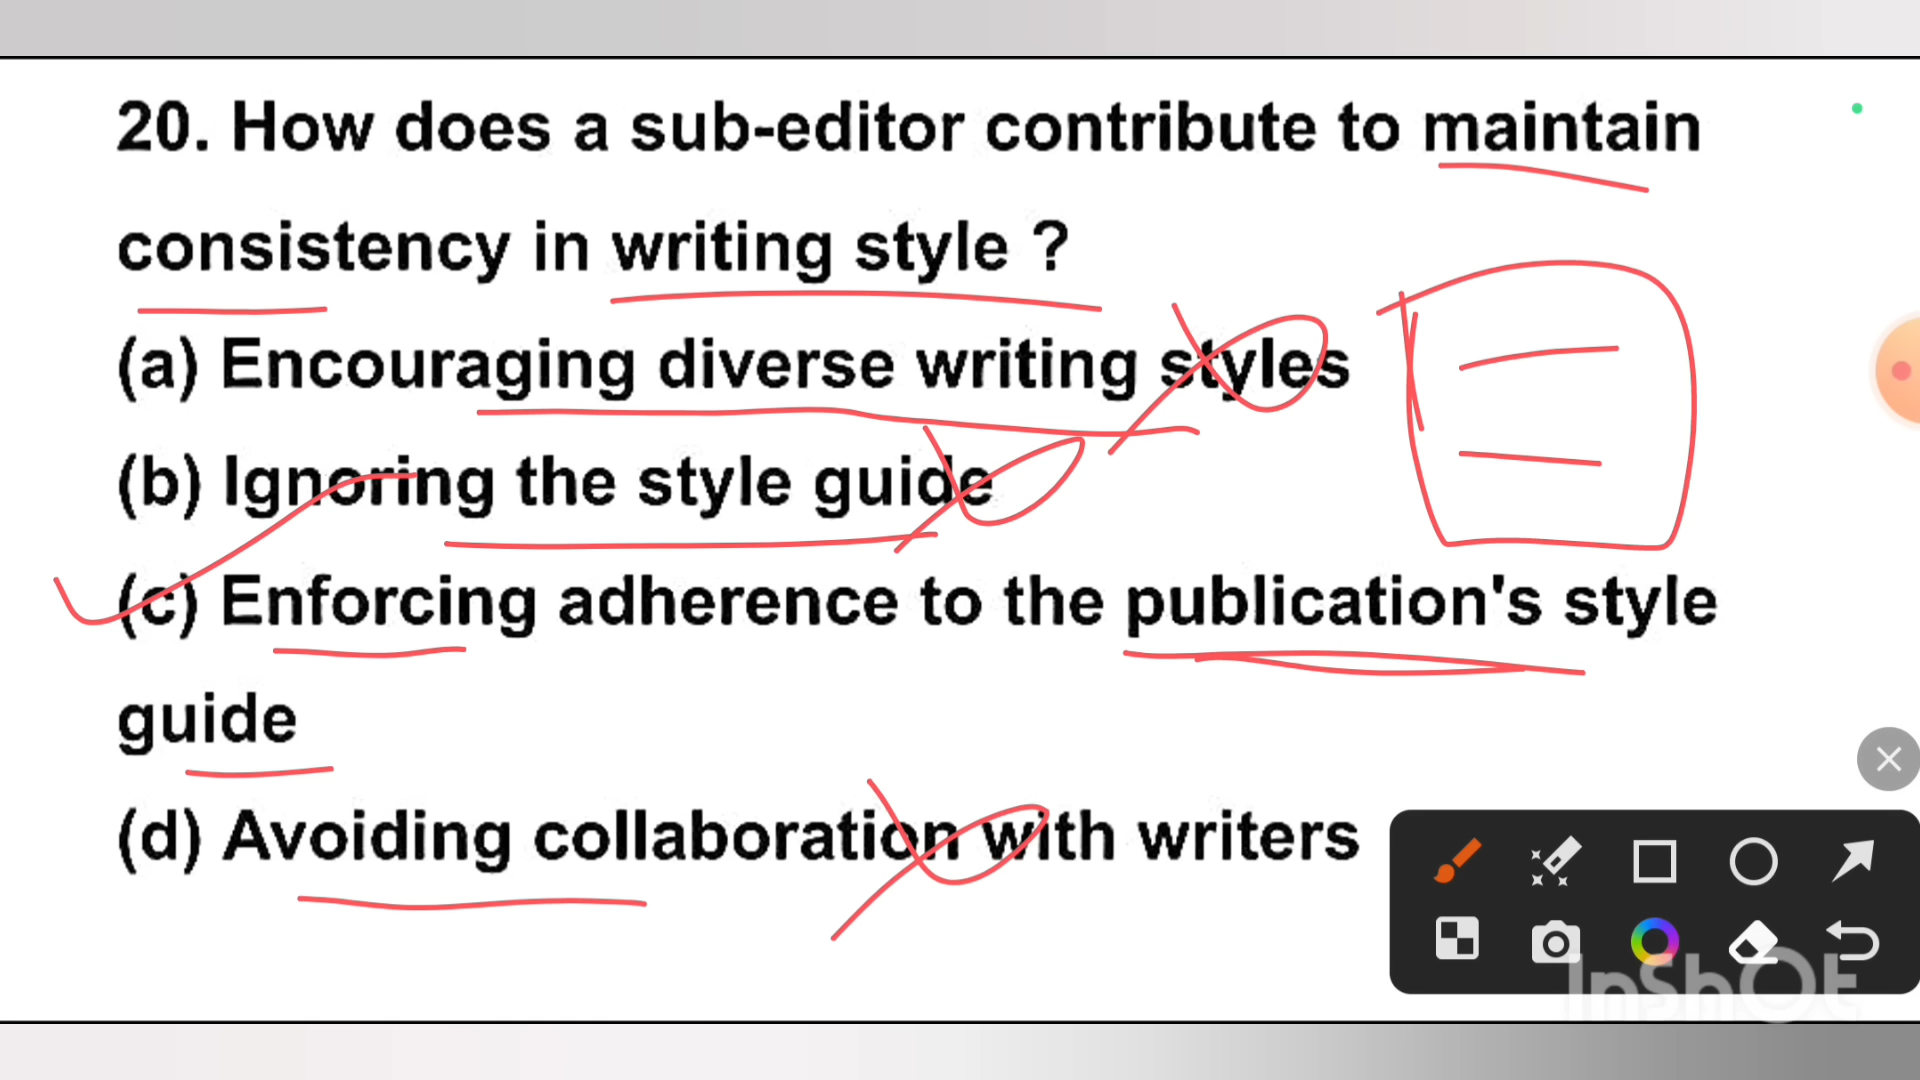 20. How does a sub-editor contribute to maintain
consistency in writing style ?
(a) Encouraging diverse writing styles
(b) Ignoring the style guide
(c) Enforcing adherence to the publication's style
guide
(d) Avoiding collaboration with writers
InShOt